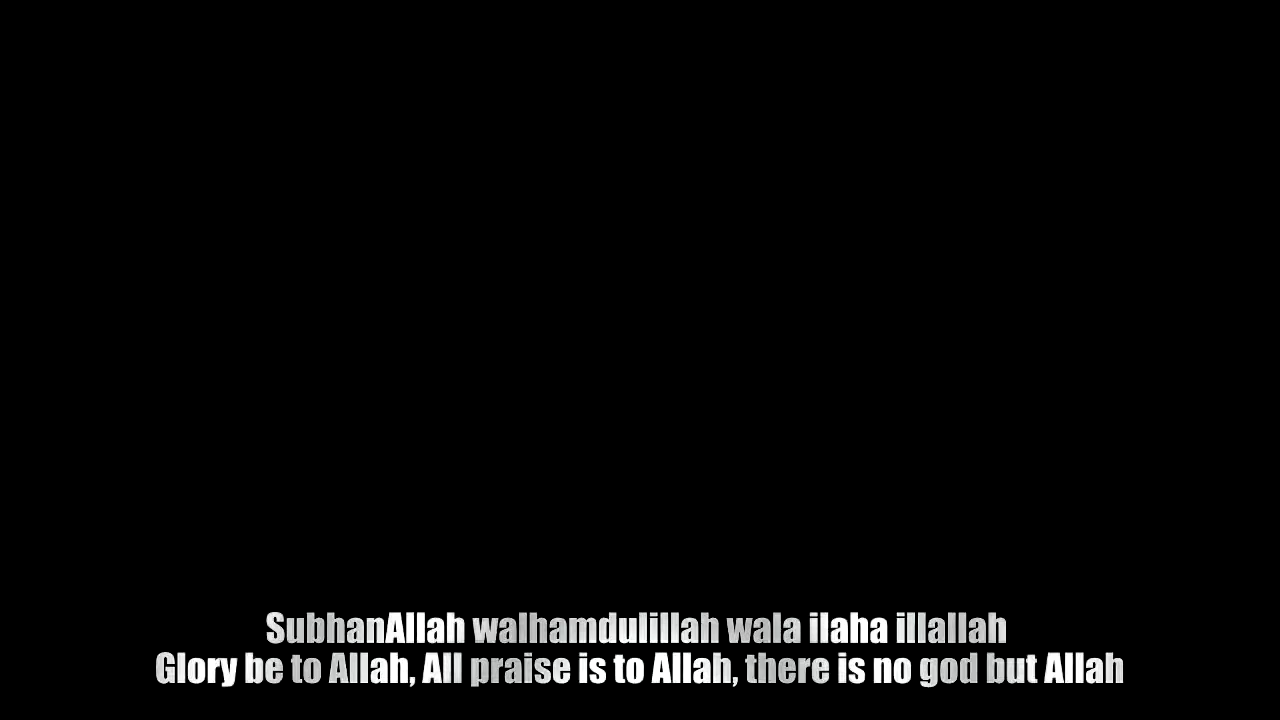 SubhanAllah walhamdulillah wala ilaha illallah
Glory be to Allah, All praise is to Allah, there is no god but Allah